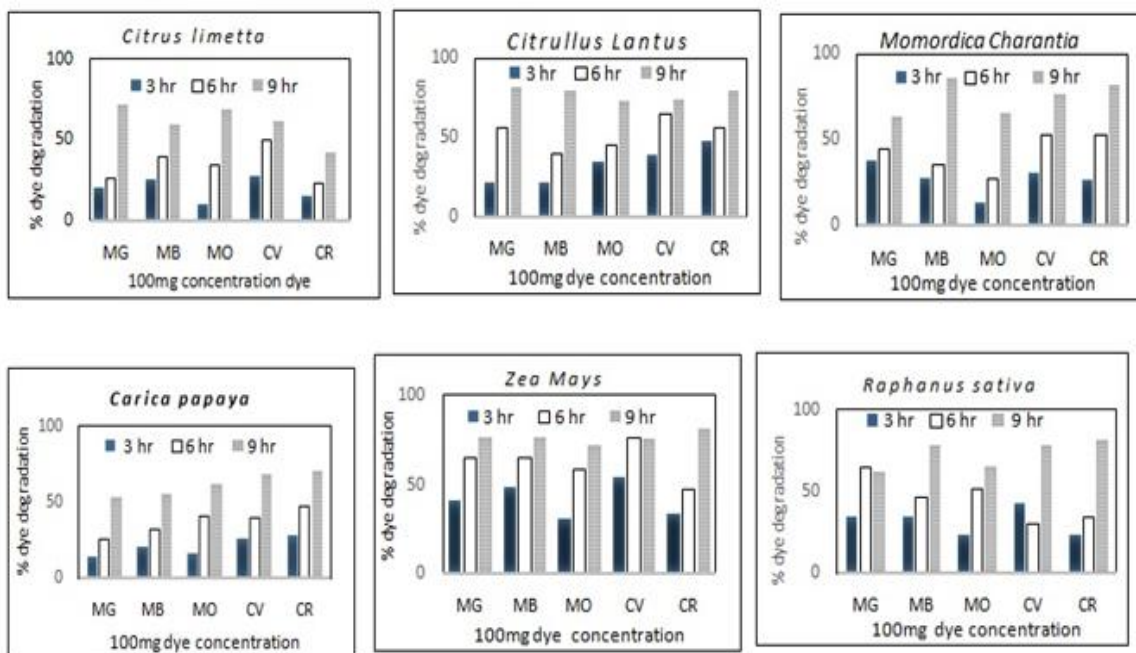 Citrus limetta
100
3 hr 6 hr 9 hr
50
0
% dye degradation
MG MB MO CV CR
100mg concentration dye
Citrullus Lantus
100
3 hr 6 hr 9 hr
50
0
% dye degradation
MG MB MO CV CR
100mg dye concentration
Momordica Charantia
100
3 hr 6 hr 9 hr
50
0
% dye degradation
MG MB MO CV CR
100mg dye concentration
Carica papaya
100
3 hr 6 hr 9 hr
50
0
% dye degradation
MG MB MO CV CR
100mg dye concentration
Zea Mays
100
3 hr 6 hr 9 hr
50
0
% dye degradation
MG MB MO CV CR
100mg dye concentration
Raphanus sativa
100
3 hr 6 hr 9 hr
50
0
% dye degradation
MG MB MO CV CR
100mg dye concentration